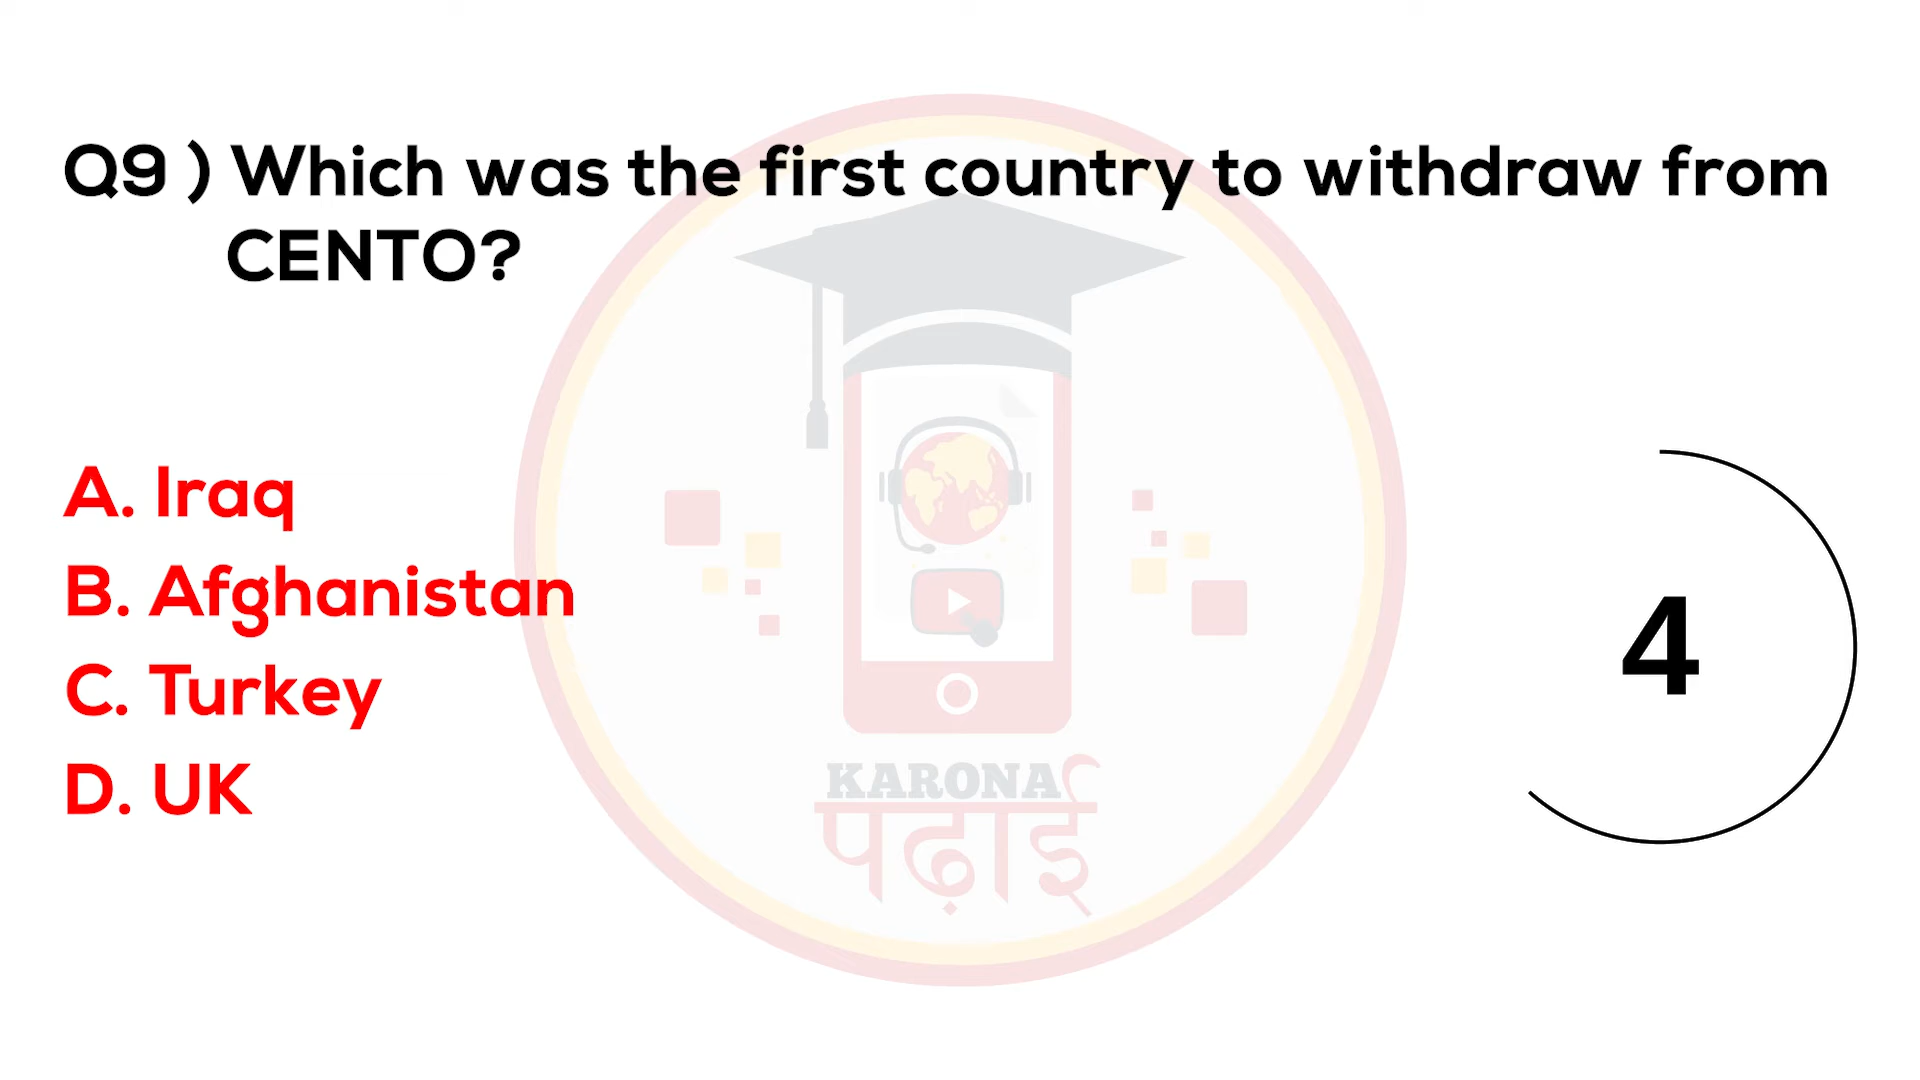 Q9 ) Which was the first country to withdraw from
CENTO?
A. Iraq
B. Afghanistan
C. Turkey
D. UK
4
KARONA
पढ़ाई